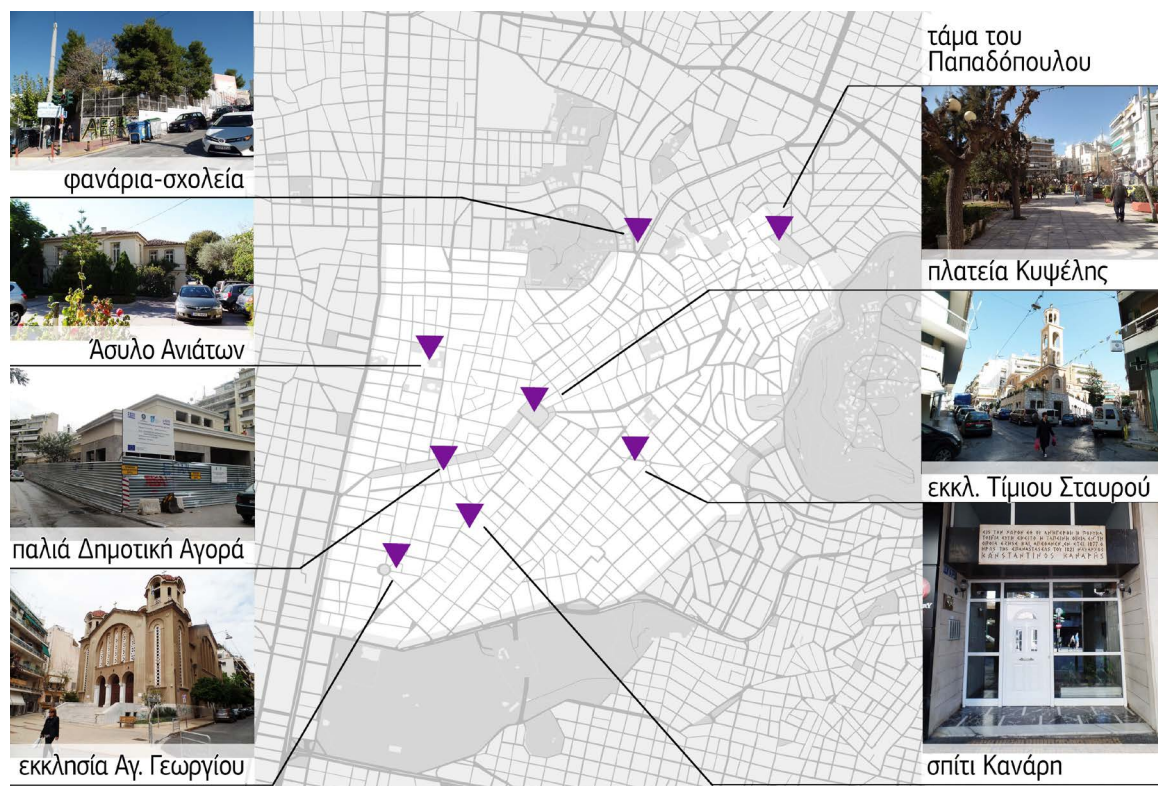 τάμα του
Παπαδόπουλου
φανάρια-σχολεία
πλατεία Κυψέλης
Άσυλο Ανιάτων
παλιά Δημοτική Αγορά
εκκλ. Τίμιου Σταυρού
ΚΩΝΣΤΑΝΤΙΝΟΣ ΚΑΝΑΡΗΣ
εκκλησία Αγ. Γεωργίου
σπίτι Κανάρη